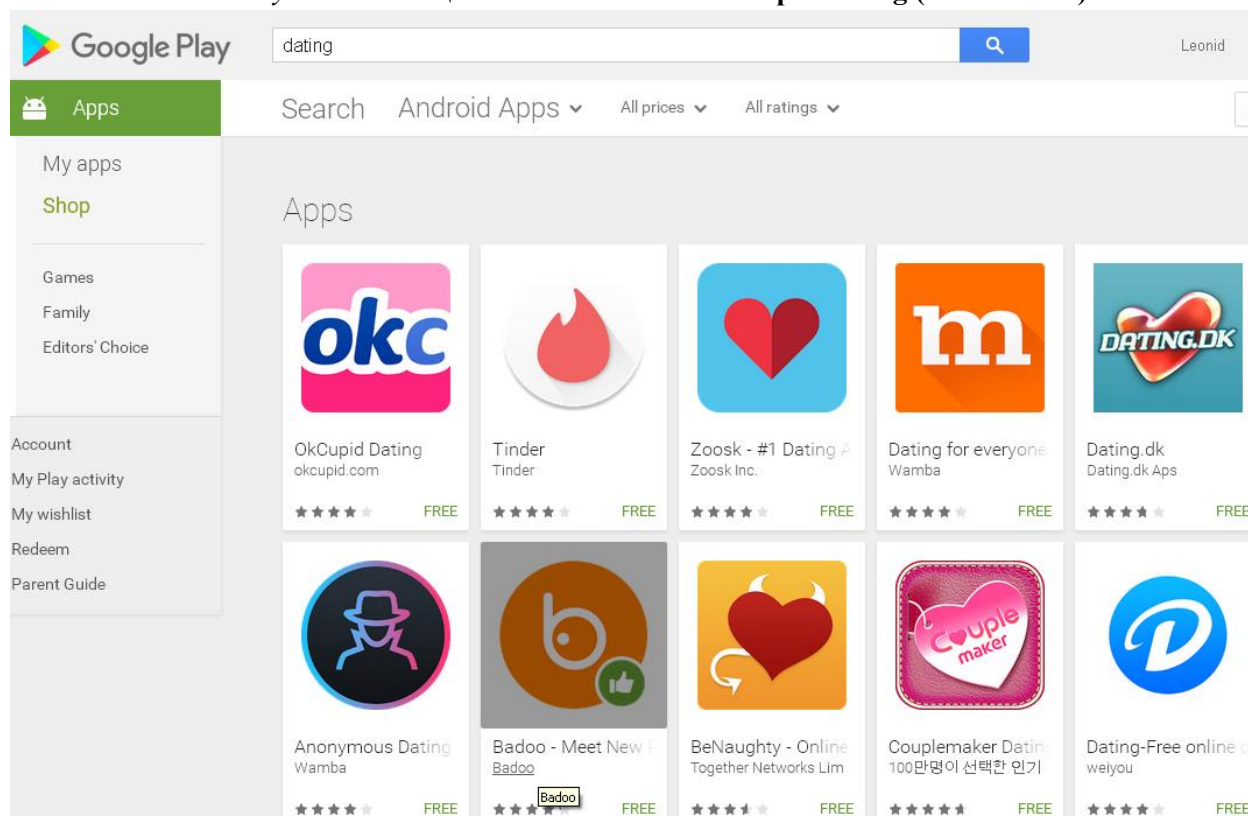 Google Play dating Leonid
Apps Search Android Apps All prices All ratings
My apps
Shop
Games
Family
Editors' Choice
Account
My Play activity
My wishlist
Redeem
Parent Guide
Apps
okc m DATING.DK
OkCupid Dating Tinder Zoosk - #1 Dating Dating for everyone Dating.dk
okcupid.com Tinder Zoosk Inc. Wamba Dating.dk Aps
FREE FREE FREE FREE FREE
b Couple maker
Anonymous Dating Badoo - Meet New BeNaughty - Online Couplemaker Dating Dating-Free online
Wamba Badoo Together Networks Lim 100만명이 선택한 인기 weiyou
Badoo
FREE FREE FREE FREE FREE